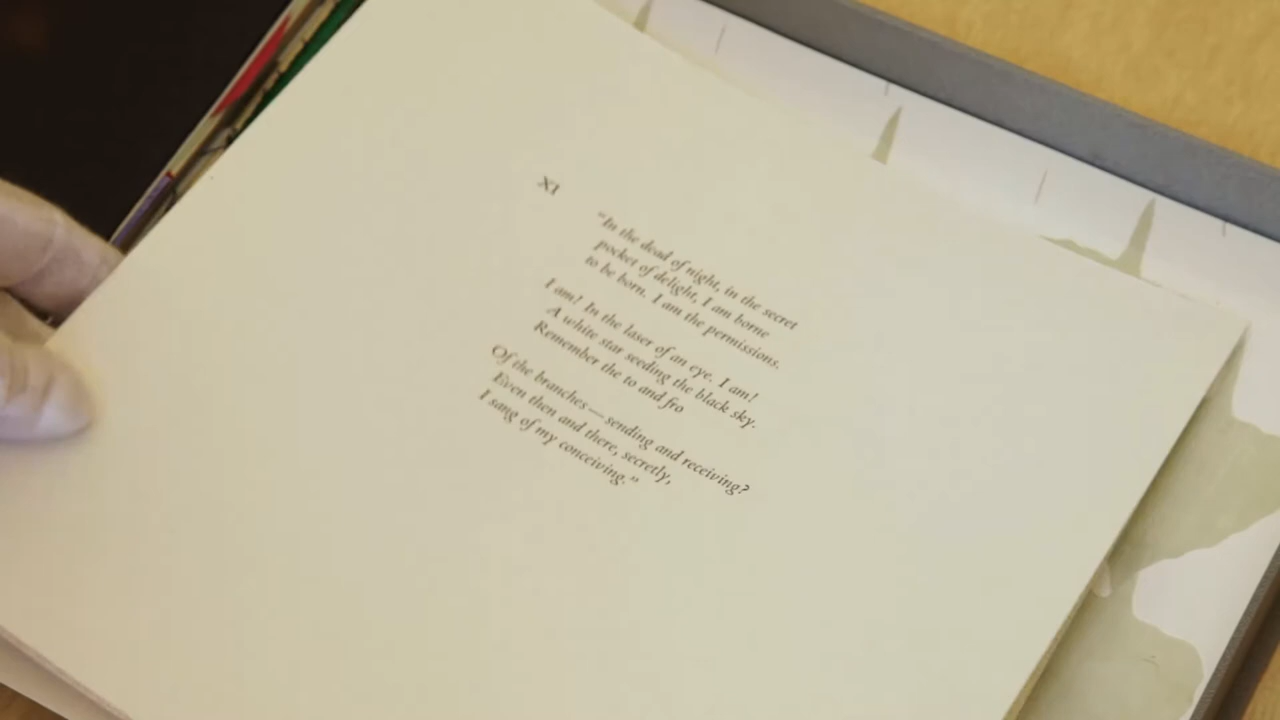 XI
"In the dead of night, in the secret
pocket of delight, I am borne
to be born. I am the permissions.
I am! In the laser of an eye. I am!
A white star seeding the black sky.
Remember the to and fro
Of the branches — sending and receiving?
Even then and there, secretly,
I sang of my conceiving."